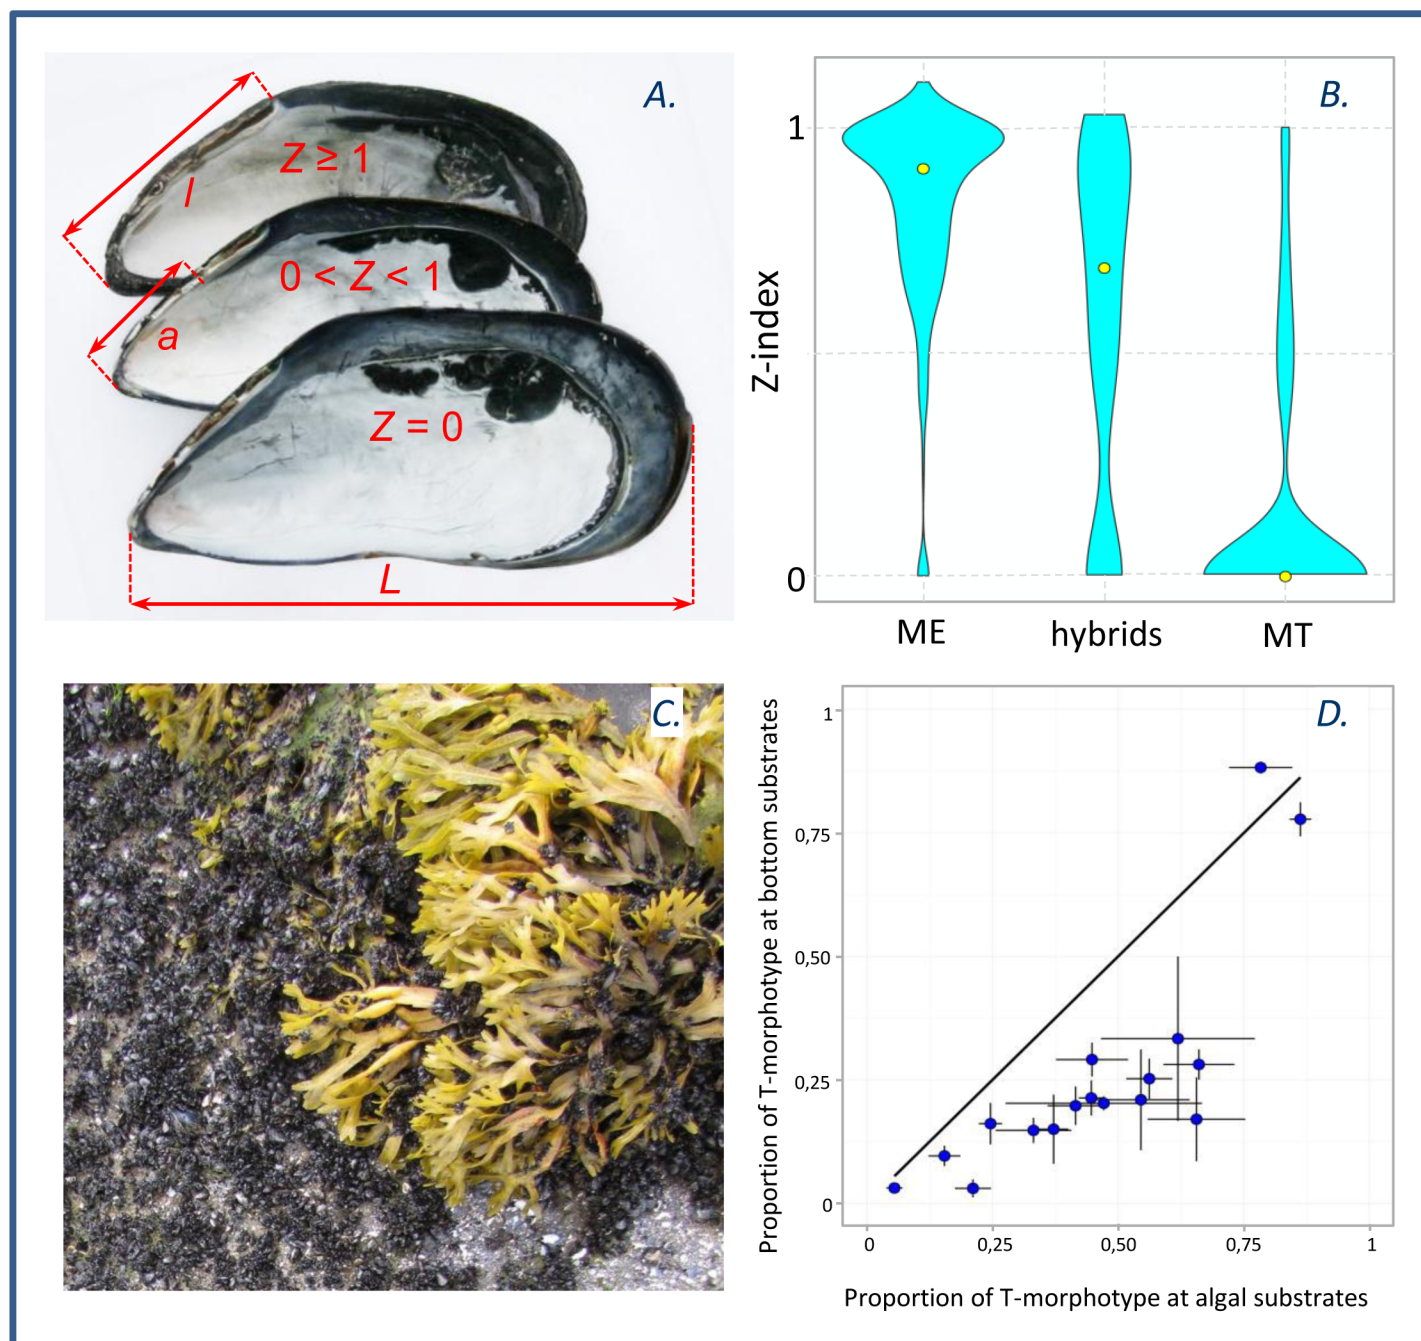 A.
Z ≥ 1
l
0 < Z < 1
a
Z = 0
L
B.
Z-index
1
0
ME hybrids MT
C.
D.
Proportion of T-morphotype at bottom substrates
1
0,75
0,50
0,25
0
0 0,25 0,50 0,75 1
Proportion of T-morphotype at algal substrates